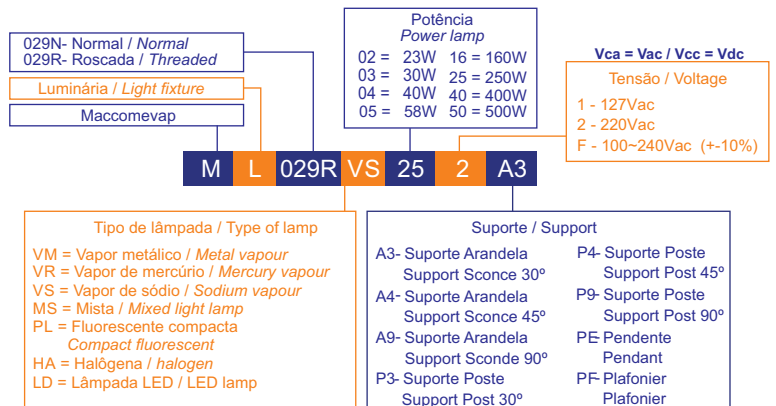 029N- Normal / Normal
029R- Roscada / Threaded
Luminária / Light fixture
Maccomevap
Potência
Power lamp
02 = 23W 16 = 160W
03 = 30W 25 = 250W
04 = 40W 40 = 400W
05 = 58W 50 = 500W
Vca = Vac / Vcc = Vdc
Tensão / Voltage
1 - 127Vac
2 - 220Vac
F - 100~240Vac (+-10%)
M L 029R VS 25 2 A3
Tipo de lâmpada / Type of lamp
VM = Vapor metálico / Metal vapour
VR = Vapor de mercúrio / Mercury vapour
VS = Vapor de sódio / Sodium vapour
MS = Mista / Mixed light lamp
PL = Fluorescente compacta
Compact fluorescent
HA = Halôgena / halogen
LD = Lâmpada LED / LED lamp
Suporte / Support
A3- Suporte Arandela
Support Sconce 30º
A4- Suporte Arandela
Support Sconce 45º
A9- Suporte Arandela
Support Sconde 90º
P3- Suporte Poste
Support Post 30º
P4- Suporte Poste
Support Post 45º
P9- Suporte Poste
Support Post 90º
PE- Pendente
Pendant
PF- Plafonier
Plafonier